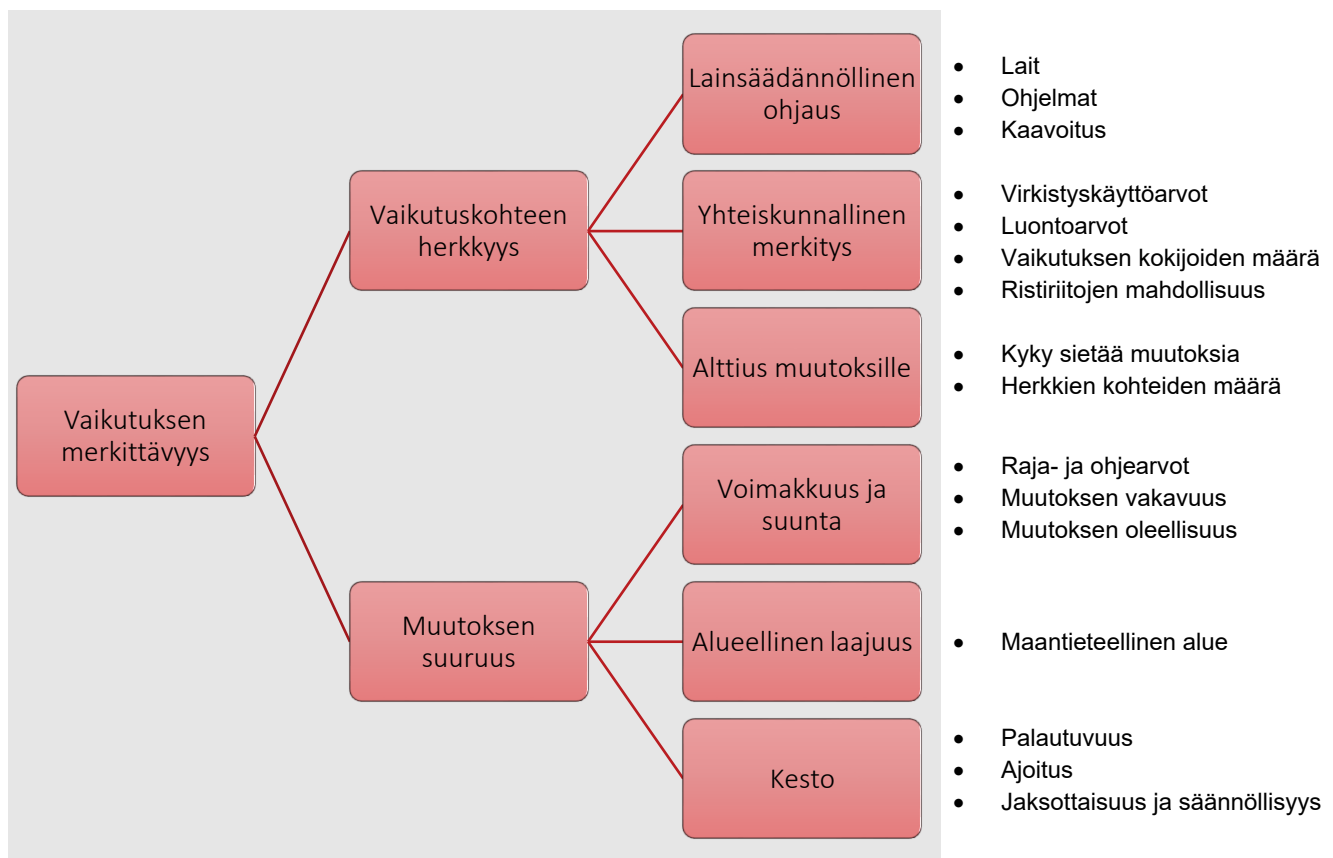 Vaikutuksen
merkittävyys
Vaikutuskohteen
herkkyys
Lainsäädännöllinen
ohjaus
• Lait
• Ohjelmat
• Kaavoitus
Yhteiskunnallinen
merkitys
• Virkistyskäyttöarvot
• Luontoarvot
• Vaikutuksen kokijoiden määrä
• Ristiriitojen mahdollisuus
Alttius muutoksille
• Kyky sietää muutoksia
• Herkkien kohteiden määrä
Muutoksen
suuruus
Voimakkuus ja
suunta
• Raja- ja ohjearvot
• Muutoksen vakavuus
• Muutoksen oleellisuus
Alueellinen laajuus
• Maantieteellinen alue
Kesto
• Palautuvuus
• Ajoitus
• Jaksottaisuus ja säännöllisyys